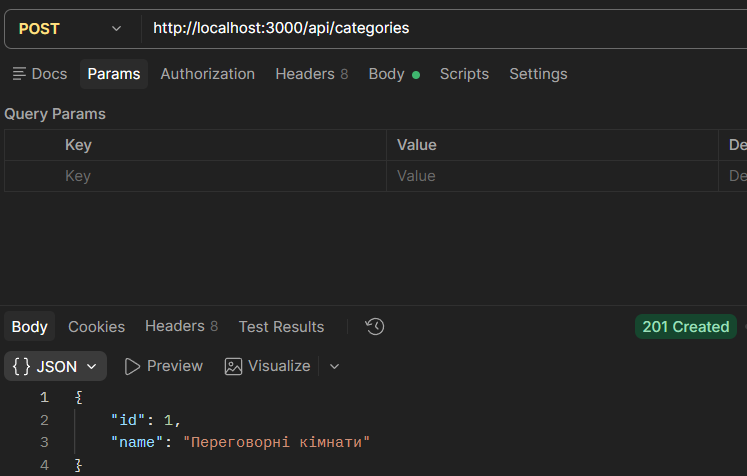 POST http://localhost:3000/api/categories
Docs Params Authorization Headers 8 Body Scripts Settings
Query Params
Key Value De
Key Value De
Body Cookies Headers 8 Test Results 201 Created
{} JSON Preview Visualize
1 {
2 "id": 1,
3 "name": "Переговорні кімнати"
4 }